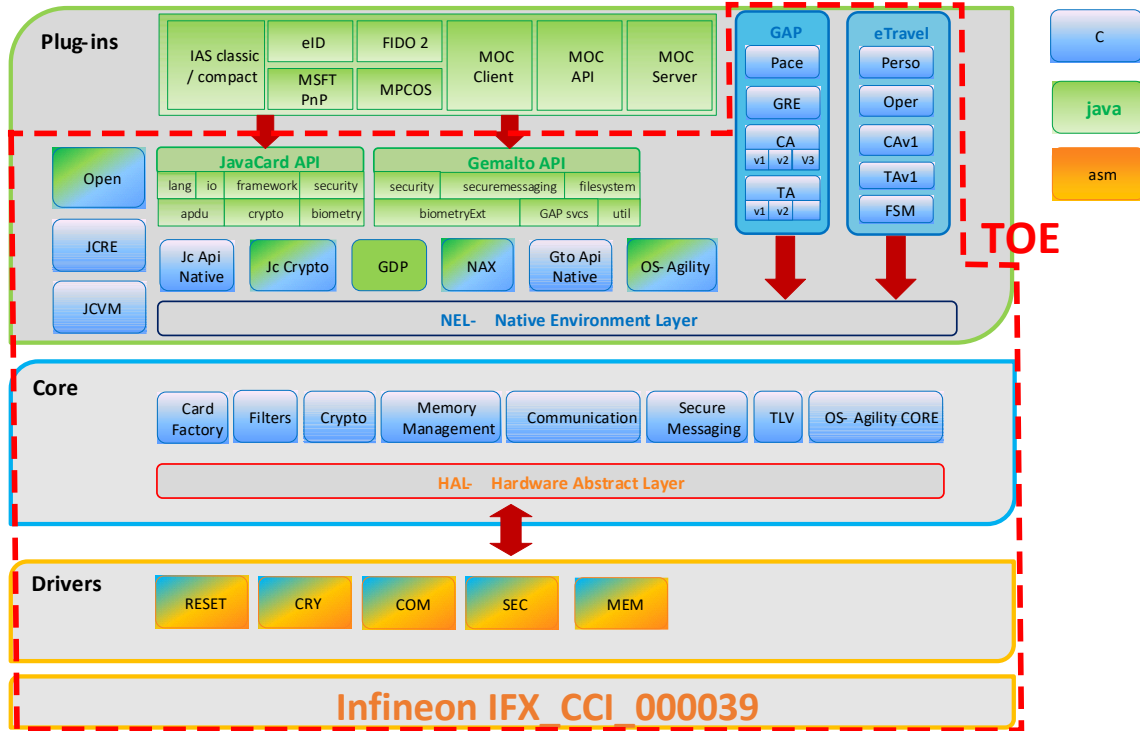 Plug-ins
IAS classic
/ compact
eID
FIDO 2
MSFT
PnP
MPCOS
MOC
Client
MOC
API
MOC
Server
GAP
Pace
GRE
CA
v1 v2 V3
TA
v1 v2
eTravel
Perso
Oper
CAv1
TAv1
FSM
C
java
asm
TOE
Open
JCRE
JCVM
JavaCard API
lang io framework security
apdu crypto biometry
Gemalto API
security securemessaging filesystem
biometryExt GAP svcs util
Jc Api
Native
Jc Crypto
GDP
NAX
Gto Api
Native
OS- Agility
NEL- Native Environment Layer
Core
Card
Factory
Filters
Crypto
Memory
Management
Communication
Secure
Messaging
TLV
OS- Agility CORE
HAL- Hardware Abstract Layer
Drivers
RESET
CRY
COM
SEC
MEM
Infineon IFX_CCI_000039